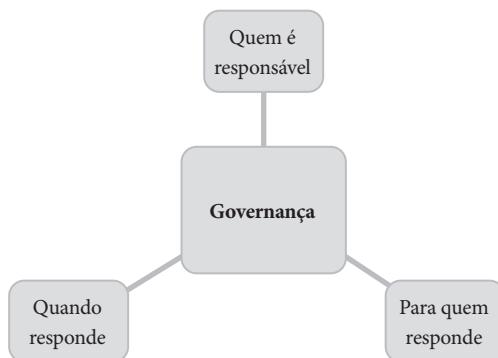 Quem é
responsável
Governança
Quando
responde
Para quem
responde